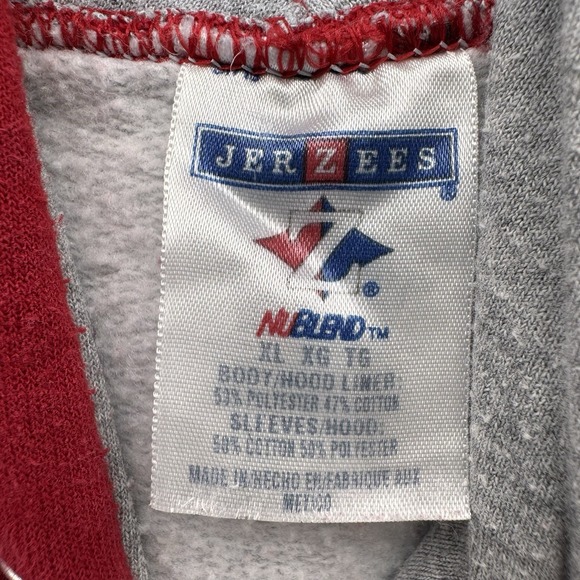 JERZEES
®
Z
®
NUBLEND™
XL XG TG
BODY/HOOD LINER:
53% POLYESTER 47% COTTON
SLEEVES/HOOD:
50% COTTON 50% POLYESTER
MADE IN/HECHO EN/FABRIQUE AUX
MEXICO